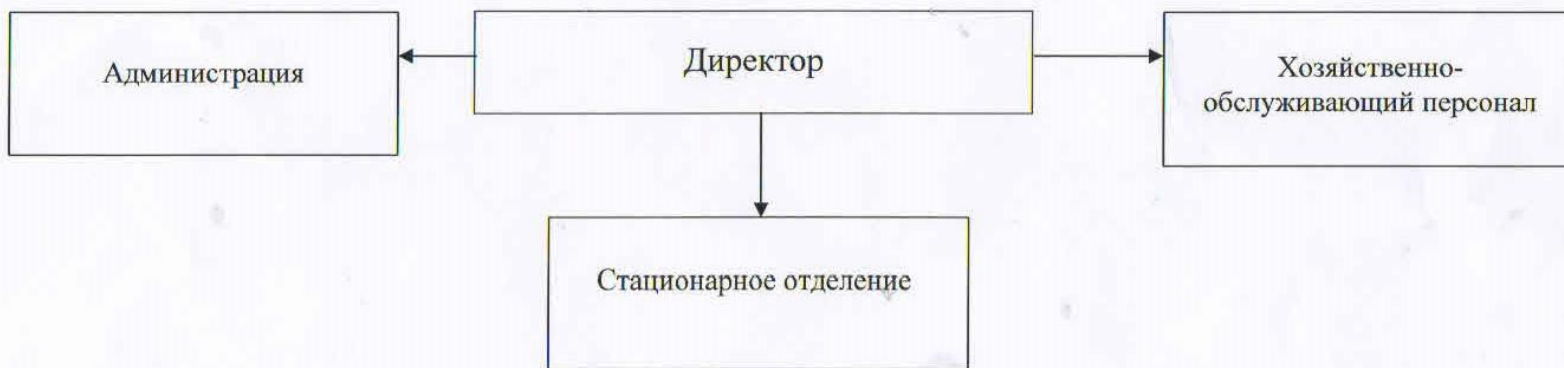 Администрация
Директор
Хозяйственно-
обслуживающий персонал
Стационарное отделение